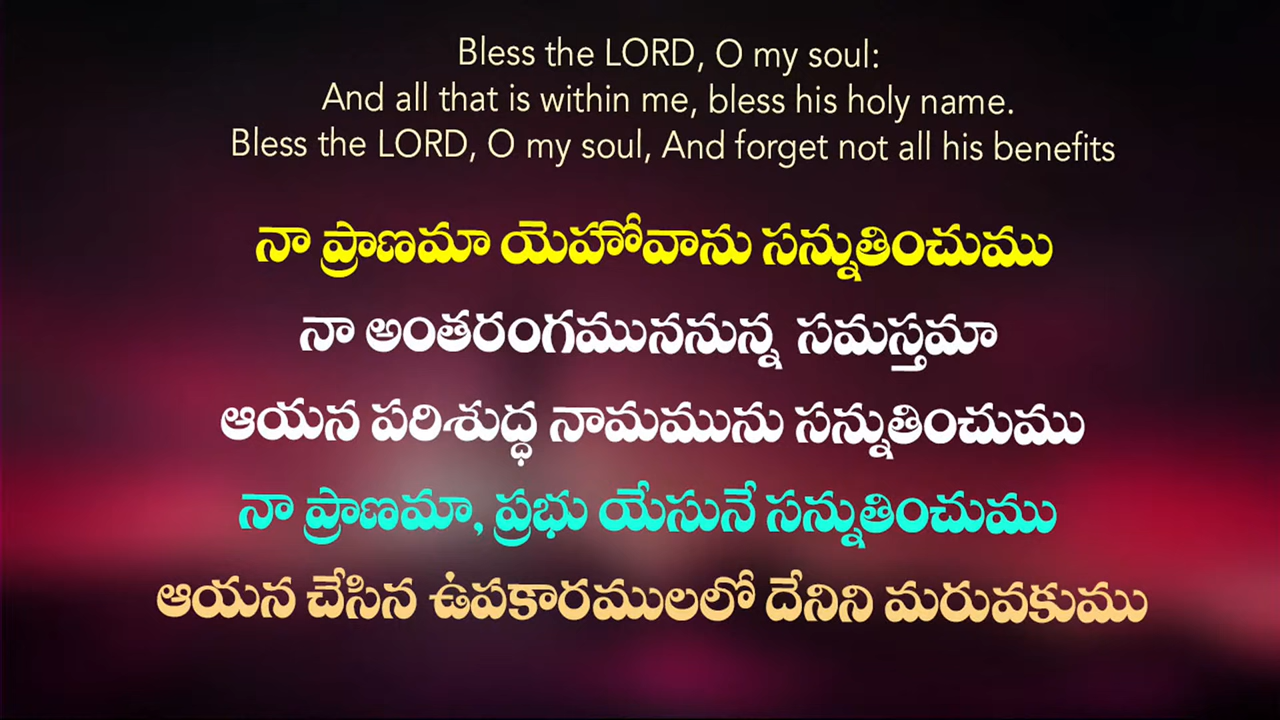 Bless the LORD, O my soul:
And all that is within me, bless his holy name.
Bless the LORD, O my soul, And forget not all his benefits
నా ప్రాణమా యెహోవాను సన్నుతించుము
నా అంతరంగముననున్న సమస్తమా
ఆయన పరిశుద్ధ నామమును సన్నుతించుము
నా ప్రాణమా, ప్రభు యేసునే సన్నుతించుము
ఆయన చేసిన ఉపకారములలో దేనిని మరువకుము